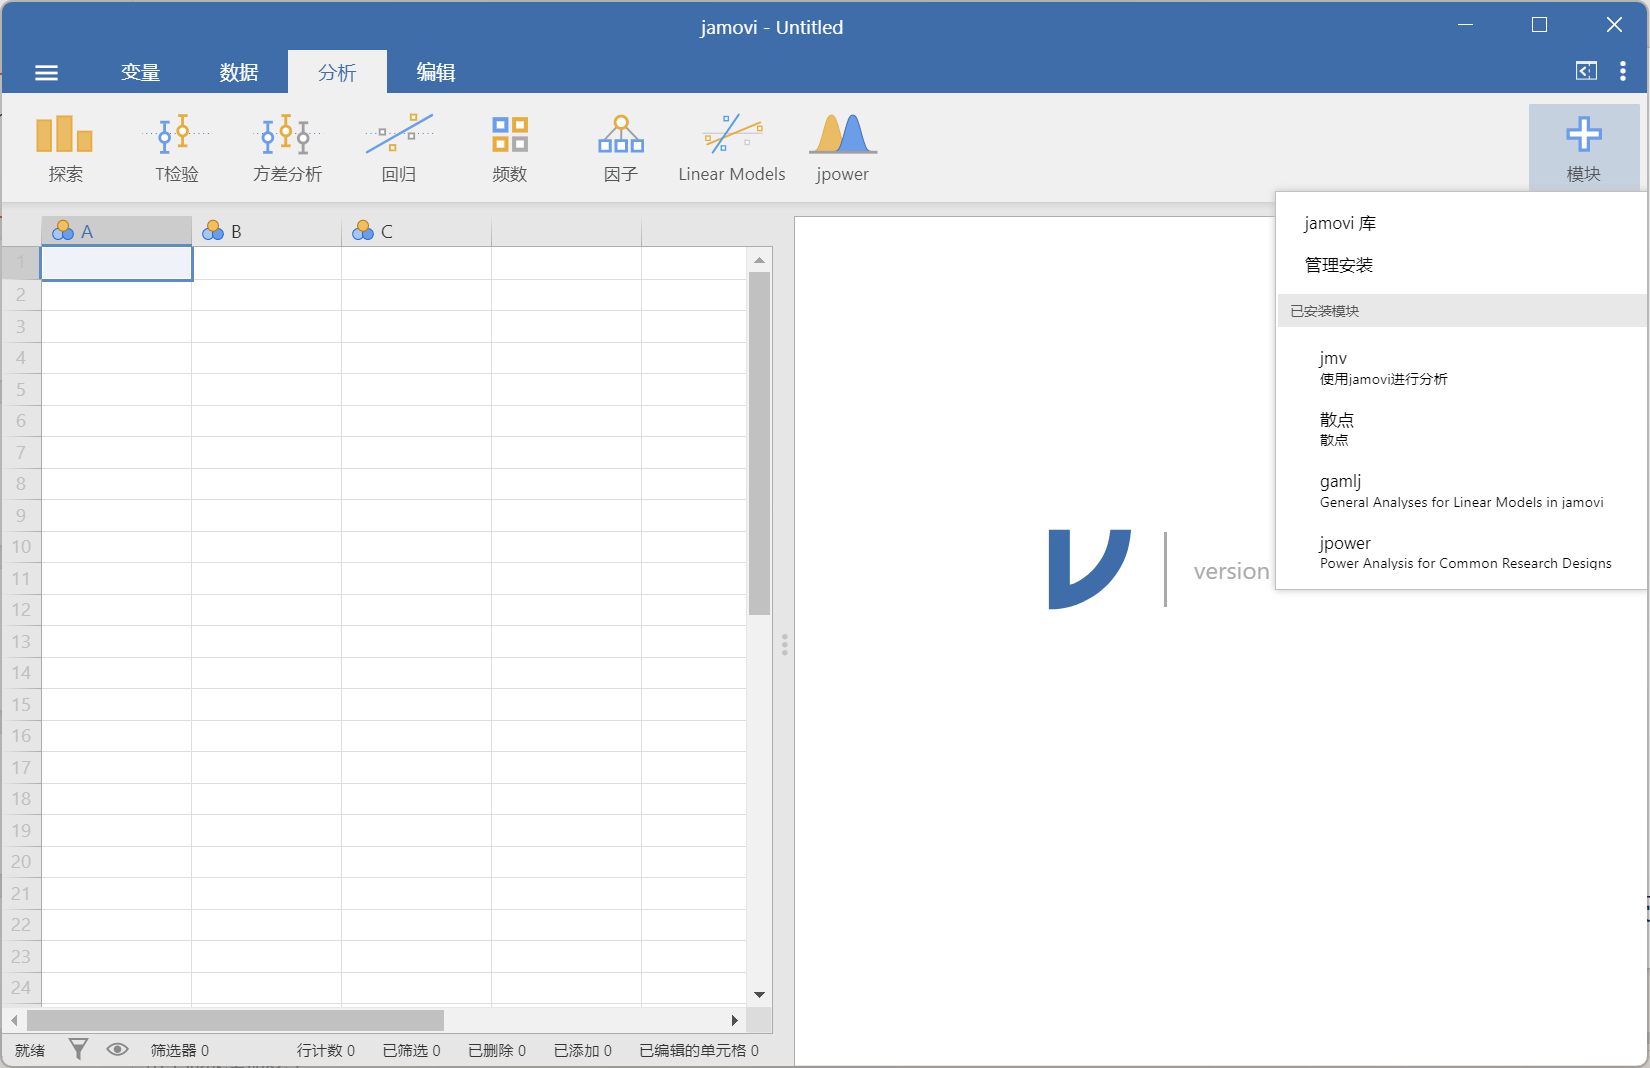 jamovi - Untitled
变量
数据
分析
编辑
探索
T检验
方差分析
回归
频数
因子
Linear Models
jpower
模块
A
B
C
1
2
3
4
5
6
7
8
9
10
11
12
13
14
15
16
17
18
19
20
21
22
23
24
version
jamovi 库
管理安装
已安装模块
jmv
使用jamovi进行分析
散点
散点
gamlj
General Analyses for Linear Models in jamovi
jpower
Power Analysis for Common Research Designs
就绪
筛选器 0
行计数 0
已筛选 0
已删除 0
已添加 0
已编辑的单元格 0